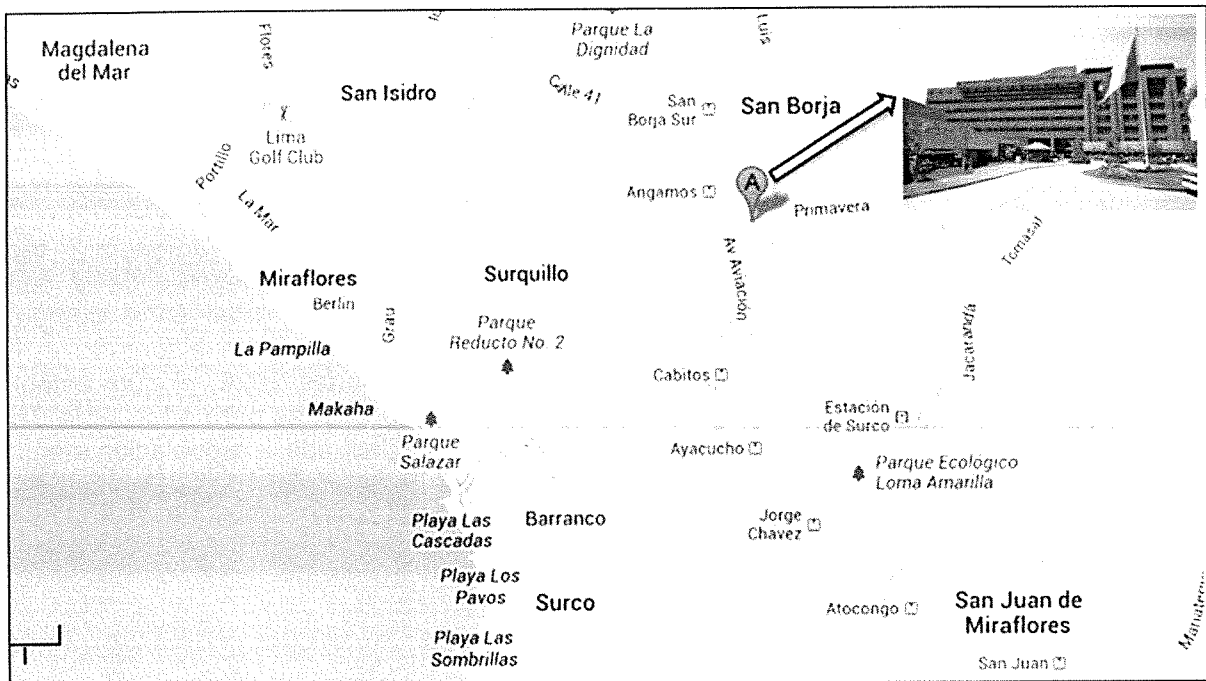 Magdalena
del Mar
Flores
Parque La
Dignidad
Luis
San Isidro
Calle 41
San
Borja Sur
San Borja
Lima
Golf Club
Portillo
La Mar
Angamos
A
Primavera
Tomasal
Av Aviación
Miraflores
Berlin
Surquillo
Grau
Parque
Reducto No. 2
La Pampilla
Jacaranda
Cabitos
Makaha
Estación
de Surco
Parque
Salazar
Ayacucho
Parque Ecológico
Loma Amarilla
Playa Las
Cascadas
Barranco
Jorge
Chavez
Playa Los
Pavos
Surco
Atocongo
San Juan de
Miraflores
Playa Las
Sombrillas
San Juan